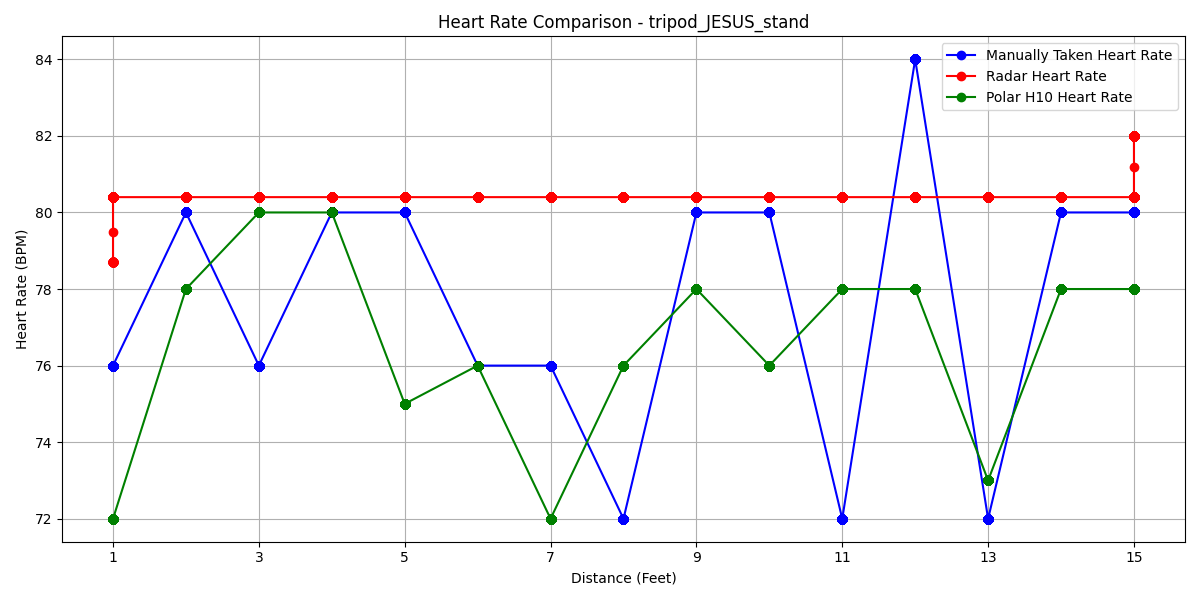 Heart Rate Comparison - tripod_JESUS_stand
Manually Taken Heart Rate
Radar Heart Rate
Polar H10 Heart Rate
Heart Rate (BPM)
84
82
80
78
76
74
72
1 3 5 7 9 11 13 15
Distance (Feet)